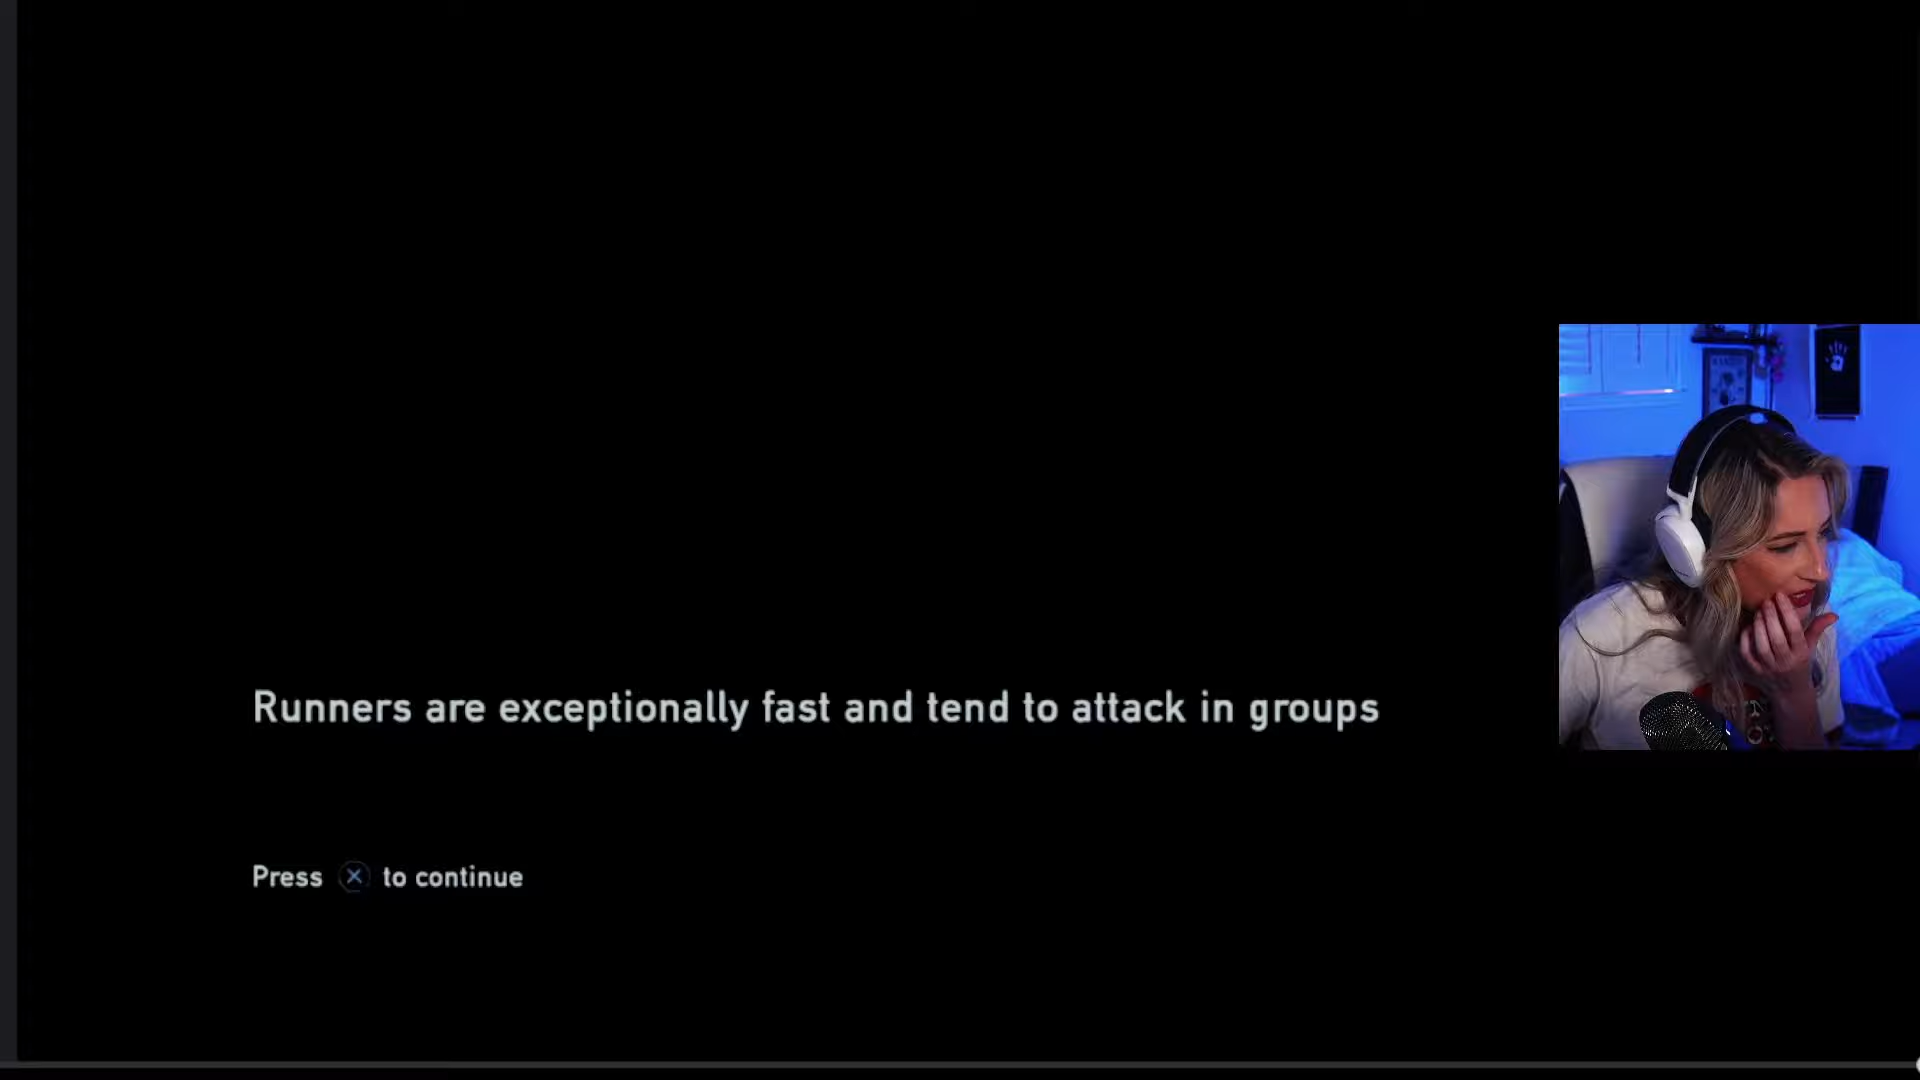 Runners are exceptionally fast and tend to attack in groups
Press ⓧ to continue